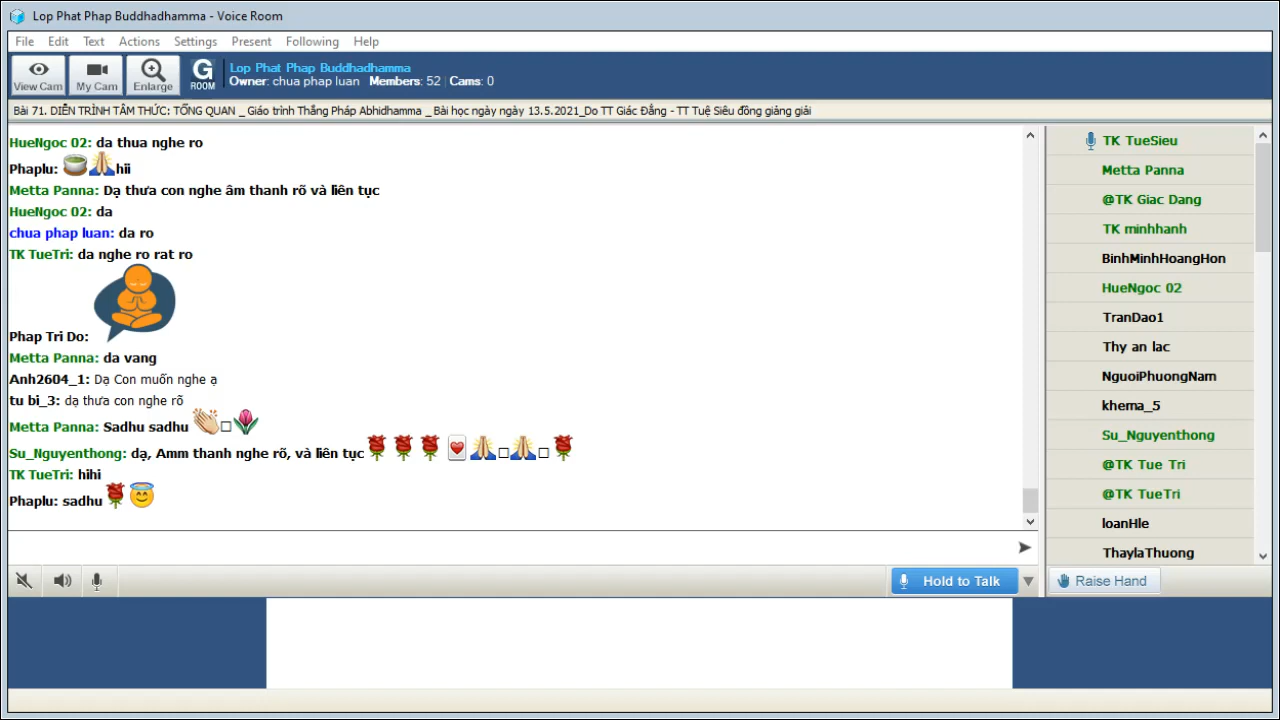 Lop Phat Phap Buddhadhamma - Voice Room
File Edit Text Actions Settings Present Following Help
View Cam My Cam Enlarge G ROOM
Lop Phat Phap Buddhadhamma
Owner: chua phap luan Members: 52 Cams: 0
Bài 71. DIỄN TRÌNH TÂM THỨC: TỔNG QUAN _ Giáo trình Thắng Pháp Abhidhamma _ Bài học ngày ngày 13.5.2021_Do TT Giác Đẳng - TT Tuệ Siêu đồng giảng giải
HueNgoc 02: da thua nghe ro
Phaplu: hii
Metta Panna: Dạ thưa con nghe âm thanh rõ và liên tục
HueNgoc 02: da
chua phap luan: da ro
TK TueTri: da nghe ro rat ro
Phap Tri Do:
Metta Panna: da vang
Anh2604_1: Dạ Con muốn nghe ạ
tu bi_3: dạ thưa con nghe rõ
Metta Panna: Sadhu sadhu
Su_Nguyenthong: dạ, Amm thanh nghe rõ, và liên tục
TK TueTri: hihi
Phaplu: sadhu
TK TueSieu
Metta Panna
@TK Giac Dang
TK minhhanh
BinhMinhHoangHon
HueNgoc 02
TranDao1
Thy an lac
NguoiPhuongNam
khema_5
Su_Nguyenthong
@TK Tue Tri
@TK TueTri
loanHle
ThaylaThuong
Hold to Talk
Raise Hand